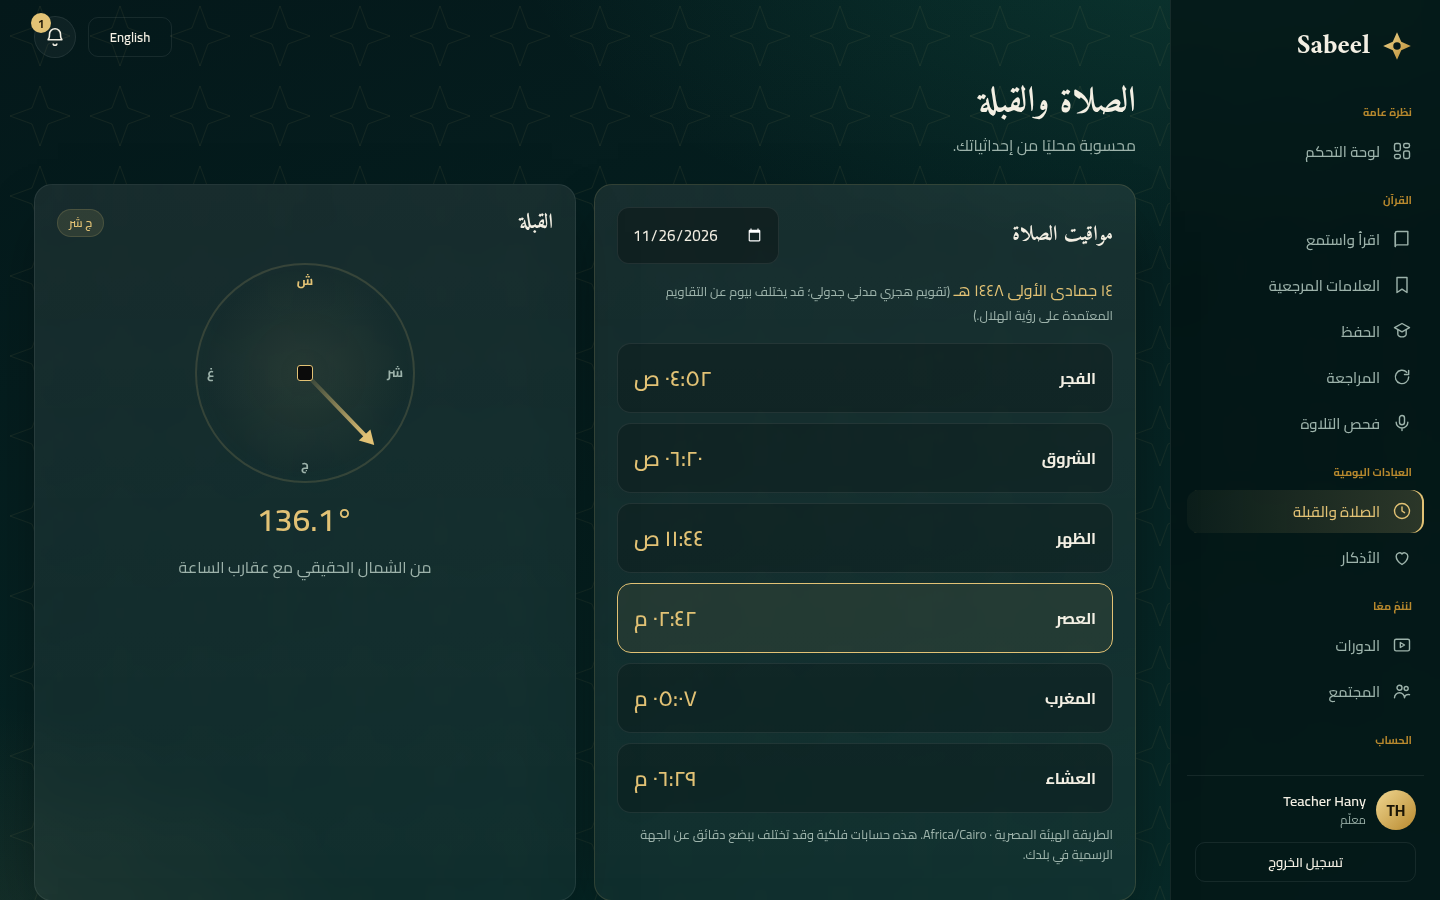 Sabeel
نظرة عامة
لوحة التحكم
القرآن
اقرأ واستمع
العلامات المرجعية
الحفظ
المراجعة
فحص التلاوة
العبادات اليومية
الصلاة والقبلة
الأذكار
لننمُ معًا
الدورات
المجتمع
الحساب
TH
Teacher Hany
معلّم
تسجيل الخروج
1
English
الصلاة والقبلة
محسوبة محليًا من إحداثياتك.
مواقيت الصلاة
11/26/2026
١٤ جمادى الأولى ١٤٤٨ هـ (تقويم هجري مدني جدولي؛ قد يختلف بيوم عن التقاويم
المعتمدة على رؤية الهلال.)
الفجر
٠٤:٥٢ ص
الشروق
٠٦:٢٠ ص
الظهر
١١:٤٤ ص
العصر
٠٢:٤٢ م
المغرب
٠٥:٠٧ م
العشاء
٠٦:٢٩ م
الطريقة الهيئة المصرية · Africa/Cairo. هذه حسابات فلكية وقد تختلف ببضع دقائق عن الجهة
الرسمية في بلدك.
القبلة
ج شر
ش
شر
غ
ج
136.1°
من الشمال الحقيقي مع عقارب الساعة